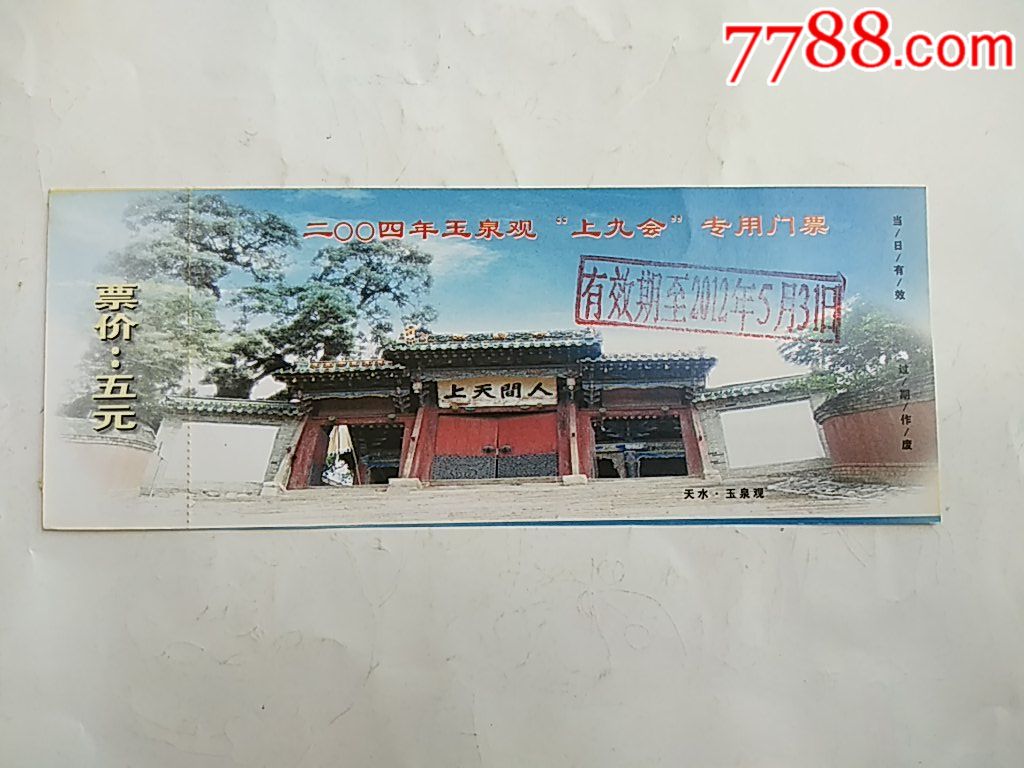 7788.com
二〇〇四年玉泉观“上九会”专用门票
当/日/有/效
过/期/作/废
有效期至2012年5月31日
票价：五元
上天間人
天水·玉泉观